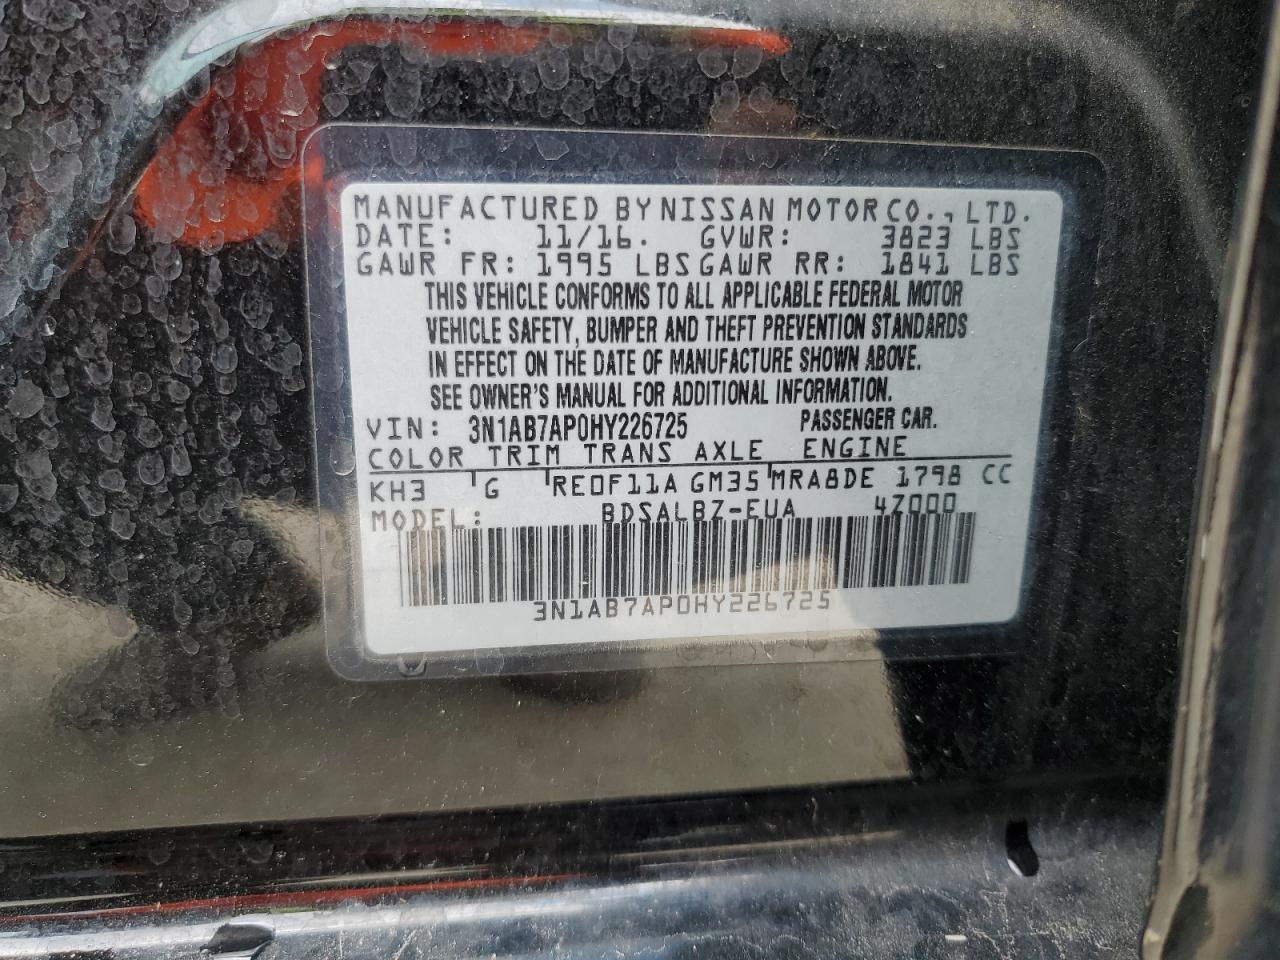 MANUFACTURED BY NISSAN MOTOR CO., LTD.
DATE: 11/16. GVWR: 3823 LBS
GAWR FR: 1995 LBS GAWR RR: 1841 LBS
THIS VEHICLE CONFORMS TO ALL APPLICABLE FEDERAL MOTOR
VEHICLE SAFETY, BUMPER AND THEFT PREVENTION STANDARDS
IN EFFECT ON THE DATE OF MANUFACTURE SHOWN ABOVE.
SEE OWNER'S MANUAL FOR ADDITIONAL INFORMATION.
VIN: 3N1AB7AP0HY226725 PASSENGER CAR.
COLOR TRIM TRANS AXLE ENGINE
KH3 G RE0F11A GM35 MRA8DE 1798 CC
MODEL: BDSALBZ-EUA 4Z000
3N1AB7AP0HY226725